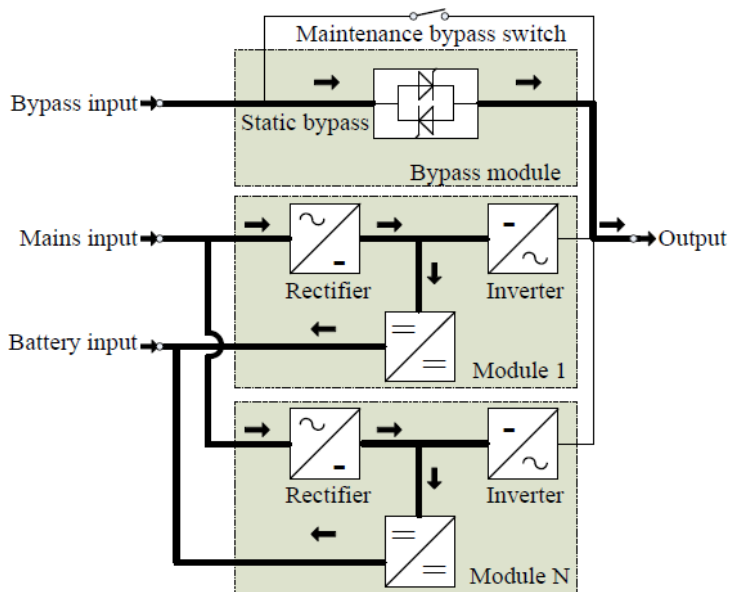 Maintenance bypass switch
Bypass input
Static bypass
Bypass module
Mains input
Output
Rectifier
Inverter
Battery input
Module 1
Rectifier
Inverter
Module N